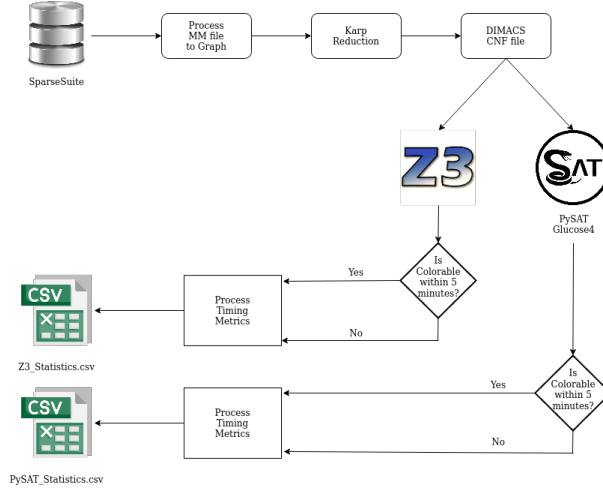 Process
MM file
to Graph
Karp
Reduction
DIMACS
CNF file
SparseSuite
Z3
SAT
PySAT
Glucose4
Is
Colorable
within 5
minutes?
Yes
No
Process
Timing
Metrics
CSV
X
Z3_Statistics.csv
Is
Colorable
within 5
minutes?
Yes
No
Process
Timing
Metrics
CSV
X
PySAT_Statistics.csv